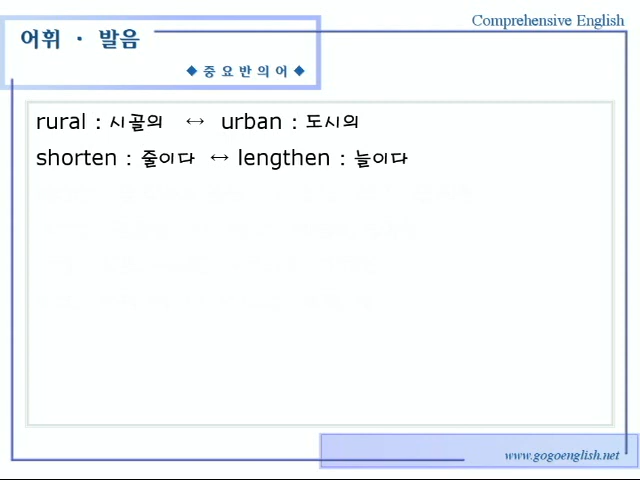 Comprehensive English
어휘 · 발음
◆ 중 요 반 의 어 ◆
rural : 시골의 ↔ urban : 도시의
shorten : 줄이다 ↔ lengthen : 늘이다
www.gogoenglish.net